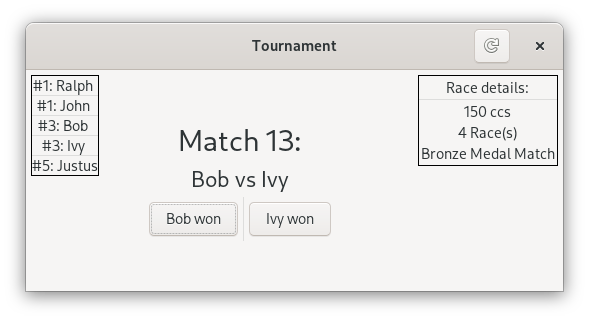 Tournament
#1: Ralph
#1: John
#3: Bob
#3: Ivy
#5: Justus
Match 13:
Bob vs Ivy
Bob won
Ivy won
Race details:
150 ccs
4 Race(s)
Bronze Medal Match